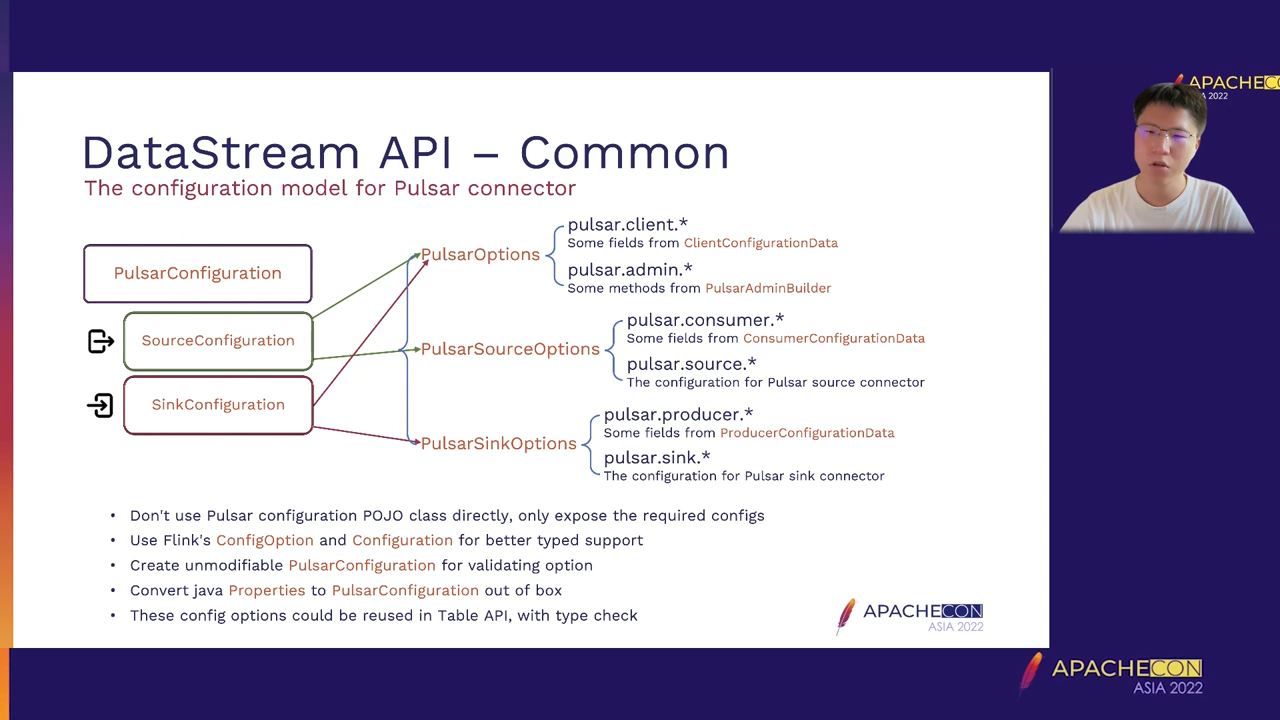 DataStream API – Common
The configuration model for Pulsar connector
PulsarConfiguration
SourceConfiguration
SinkConfiguration
PulsarOptions
pulsar.client.*
Some fields from ClientConfigurationData
pulsar.admin.*
Some methods from PulsarAdminBuilder
PulsarSourceOptions
pulsar.consumer.*
Some fields from ConsumerConfigurationData
pulsar.source.*
The configuration for Pulsar source connector
PulsarSinkOptions
pulsar.producer.*
Some fields from ProducerConfigurationData
pulsar.sink.*
The configuration for Pulsar sink connector
• Don't use Pulsar configuration POJO class directly, only expose the required configs
• Use Flink's ConfigOption and Configuration for better typed support
• Create unmodifiable PulsarConfiguration for validating option
• Convert java Properties to PulsarConfiguration out of box
• These config options could be reused in Table API, with type check
APACHECON
ASIA 2022
APACHECO
A 2022
APACHECON
ASIA 2022